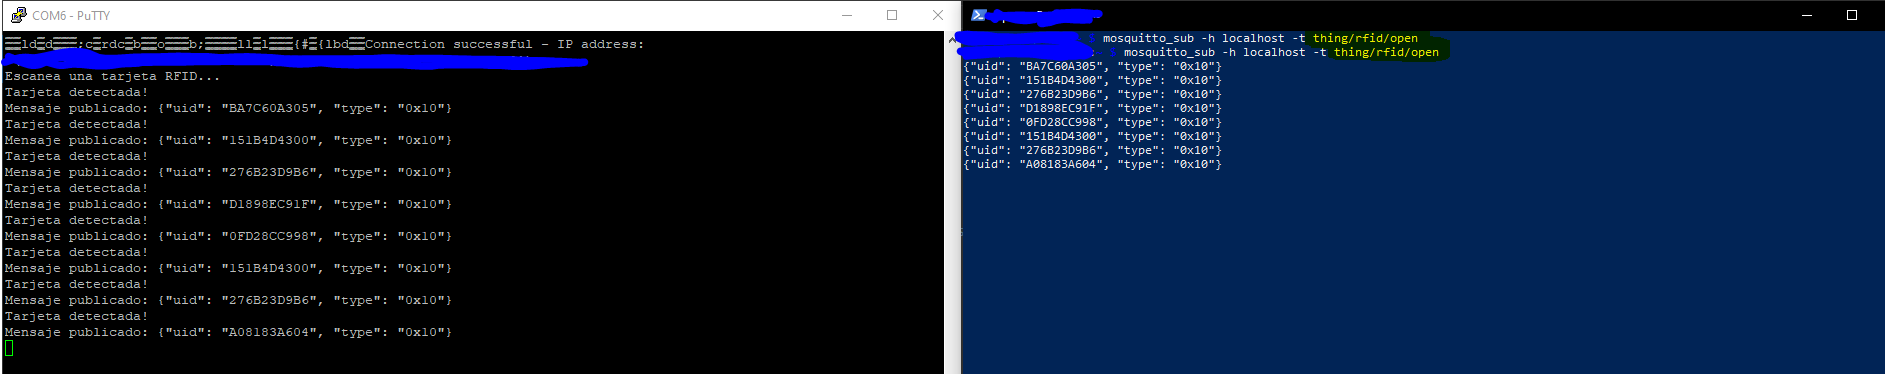 COM6 - PuTTY
Connection successful - IP address:
Escanea una tarjeta RFID...
Tarjeta detectada!
Mensaje publicado: {"uid": "BA7C60A305", "type": "0x10"}
Tarjeta detectada!
Mensaje publicado: {"uid": "151B4D4300", "type": "0x10"}
Tarjeta detectada!
Mensaje publicado: {"uid": "276B23D9B6", "type": "0x10"}
Tarjeta detectada!
Mensaje publicado: {"uid": "D1898EC91F", "type": "0x10"}
Tarjeta detectada!
Mensaje publicado: {"uid": "0FD28CC998", "type": "0x10"}
Tarjeta detectada!
Mensaje publicado: {"uid": "151B4D4300", "type": "0x10"}
Tarjeta detectada!
Mensaje publicado: {"uid": "276B23D9B6", "type": "0x10"}
Tarjeta detectada!
Mensaje publicado: {"uid": "A08183A604", "type": "0x10"}
mosquitto_sub -h localhost -t thing/rfid/open
mosquitto_sub -h localhost -t thing/rfid/open
{"uid": "BA7C60A305", "type": "0x10"}
{"uid": "151B4D4300", "type": "0x10"}
{"uid": "276B23D9B6", "type": "0x10"}
{"uid": "D1898EC91F", "type": "0x10"}
{"uid": "0FD28CC998", "type": "0x10"}
{"uid": "151B4D4300", "type": "0x10"}
{"uid": "276B23D9B6", "type": "0x10"}
{"uid": "A08183A604", "type": "0x10"}